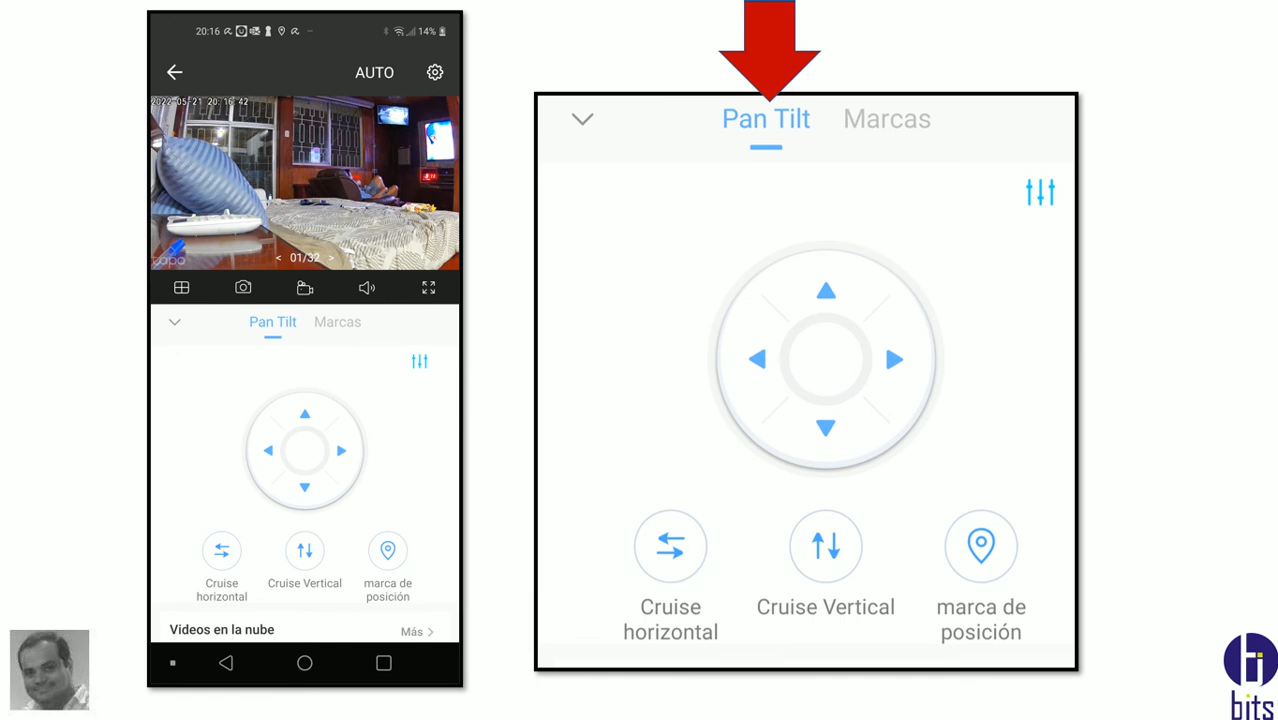 20:16
14%
AUTO
2022-05-21 20:16:42
tapo
< 01/32 >
Pan Tilt Marcas
Cruise
horizontal
Cruise Vertical
marca de
posición
Videos en la nube
Más >
Pan Tilt Marcas
Cruise
horizontal
Cruise Vertical
marca de
posición
bits